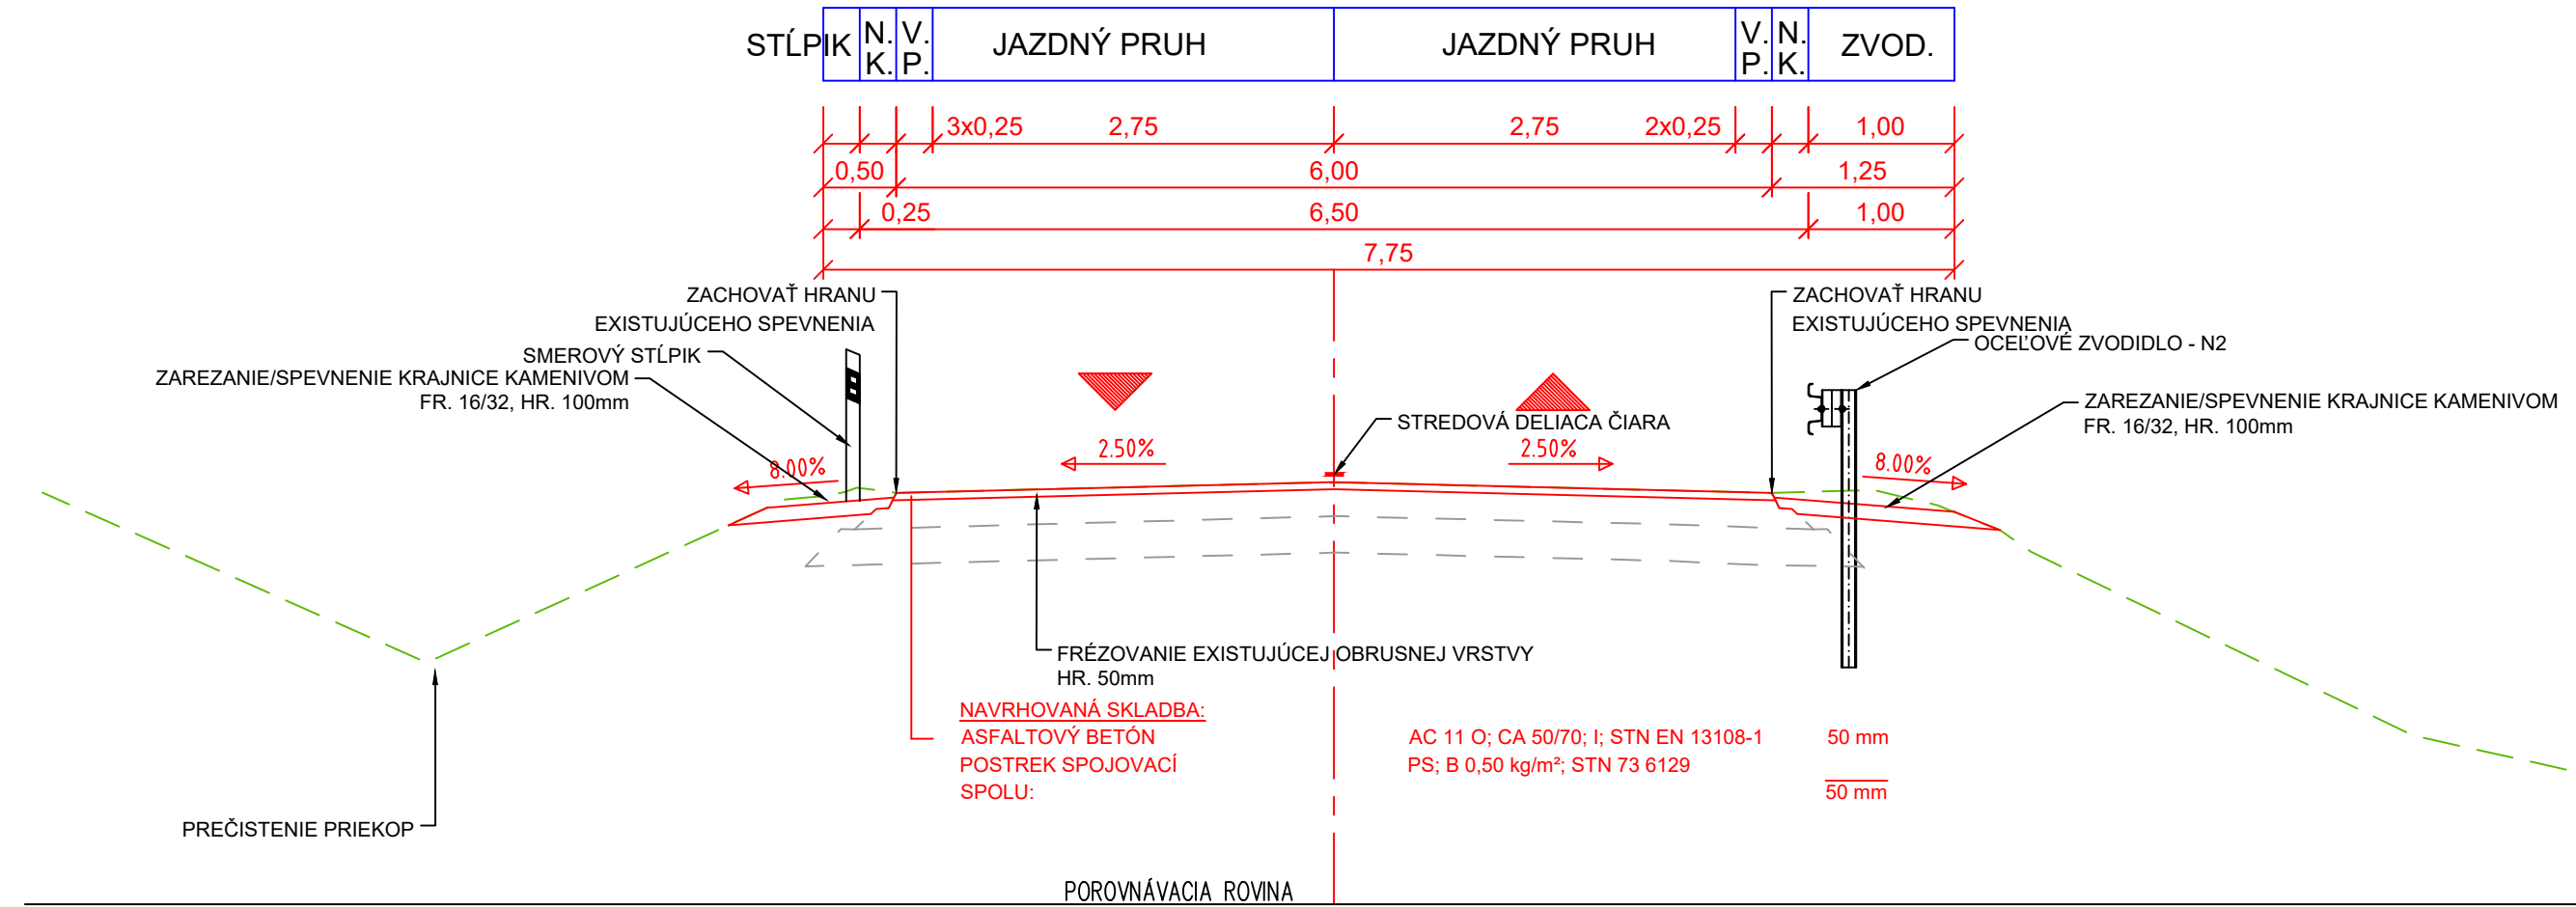 STĹPIK N. K. V. P. JAZDNÝ PRUH JAZDNÝ PRUH V. P. N. K. ZVOD.
3x0,25 2,75 2,75 2x0,25 1,00
0,50 6,00 1,25
0,25 6,50 1,00
7,75
ZACHOVAŤ HRANU
EXISTUJÚCEHO SPEVNENIA
ZACHOVAŤ HRANU
EXISTUJÚCEHO SPEVNENIA
SMEROVÝ STĹPIK
OCEĽOVÉ ZVODIDLO - N2
ZAREZANIE/SPEVNENIE KRAJNICE KAMENIVOM
FR. 16/32, HR. 100mm
ZAREZANIE/SPEVNENIE KRAJNICE KAMENIVOM
FR. 16/32, HR. 100mm
STREDOVÁ DELIACA ČIARA
8.00% 2.50% 2.50% 8.00%
FRÉZOVANIE EXISTUJÚCEJ OBRUSNEJ VRSTVY
HR. 50mm
NAVRHOVANÁ SKLADBA:
ASFALTOVÝ BETÓN AC 11 O; CA 50/70; I; STN EN 13108-1 50 mm
POSTREK SPOJOVACÍ PS; B 0,50 kg/m²; STN 73 6129
SPOLU: 50 mm
PREČISTENIE PRIEKOP
POROVNÁVACIA ROVINA